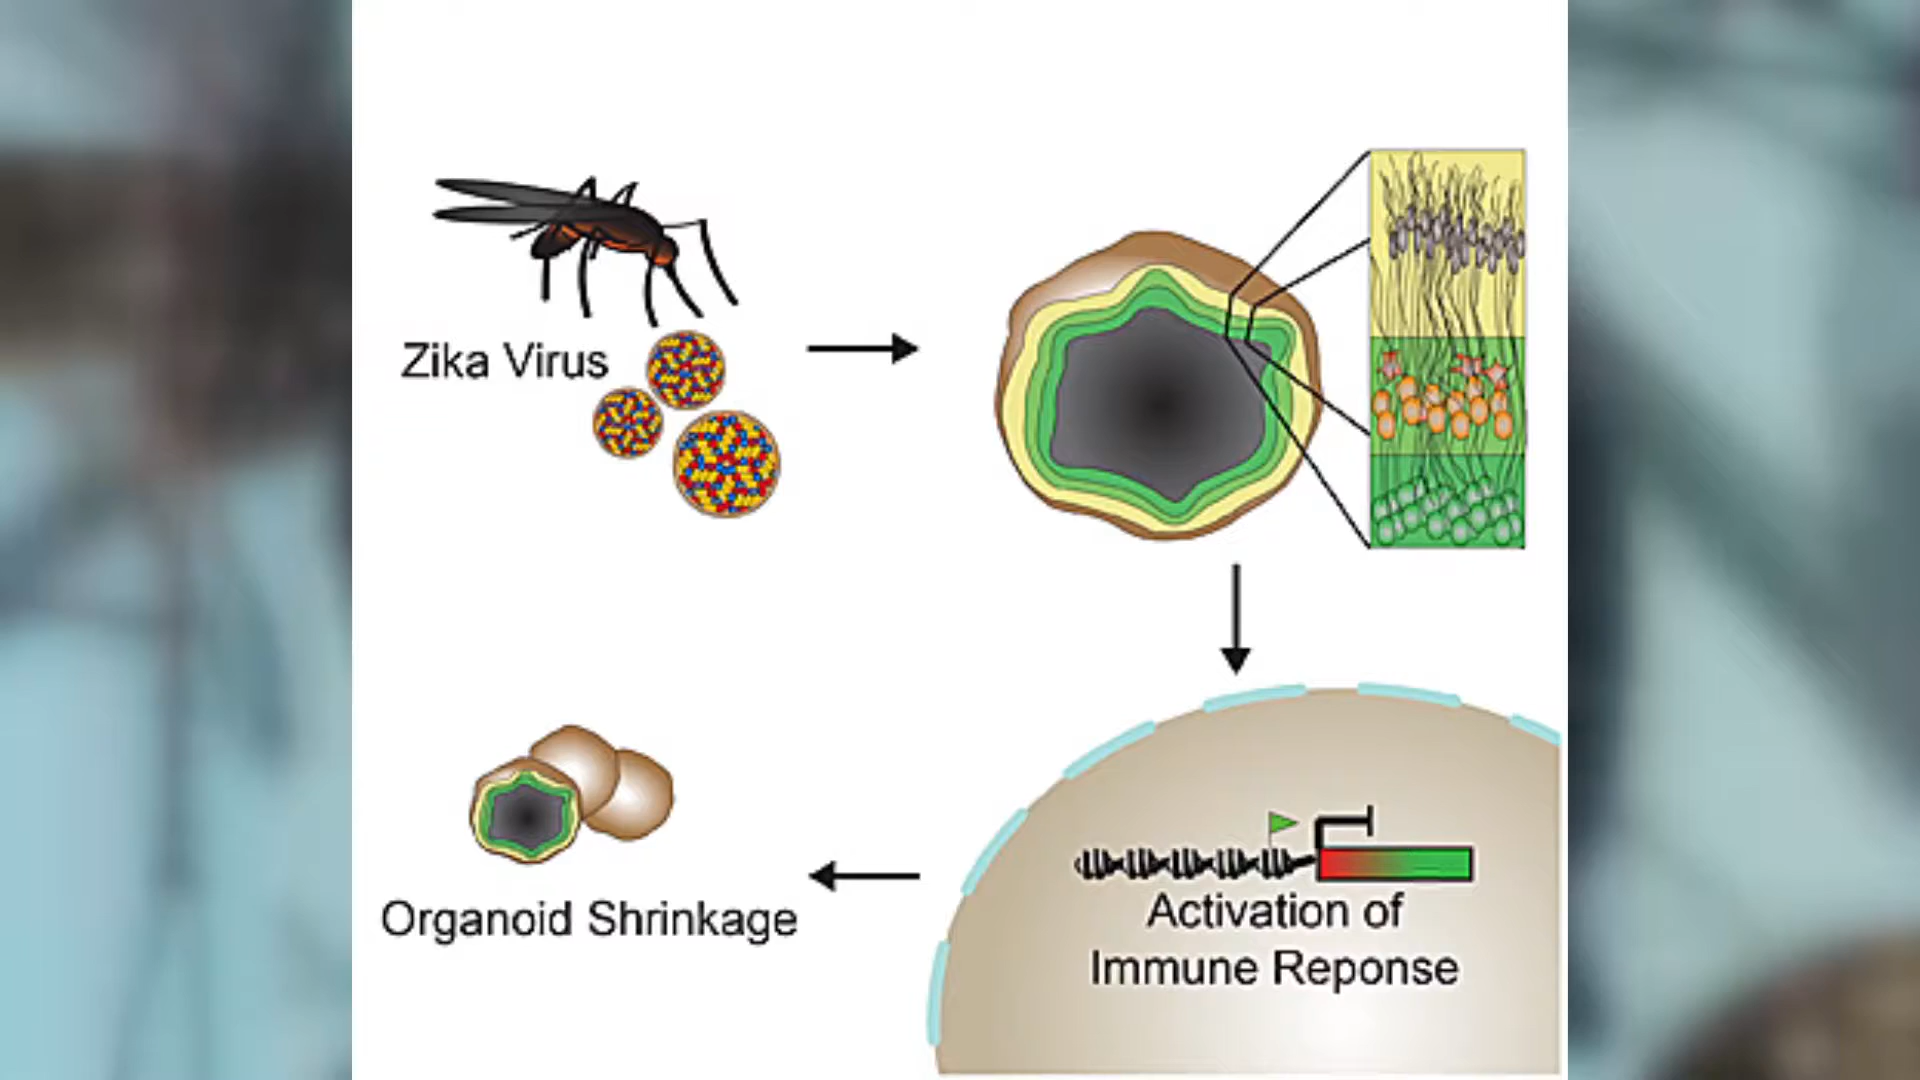 Zika Virus
Activation of
Immune Reponse
Organoid Shrinkage